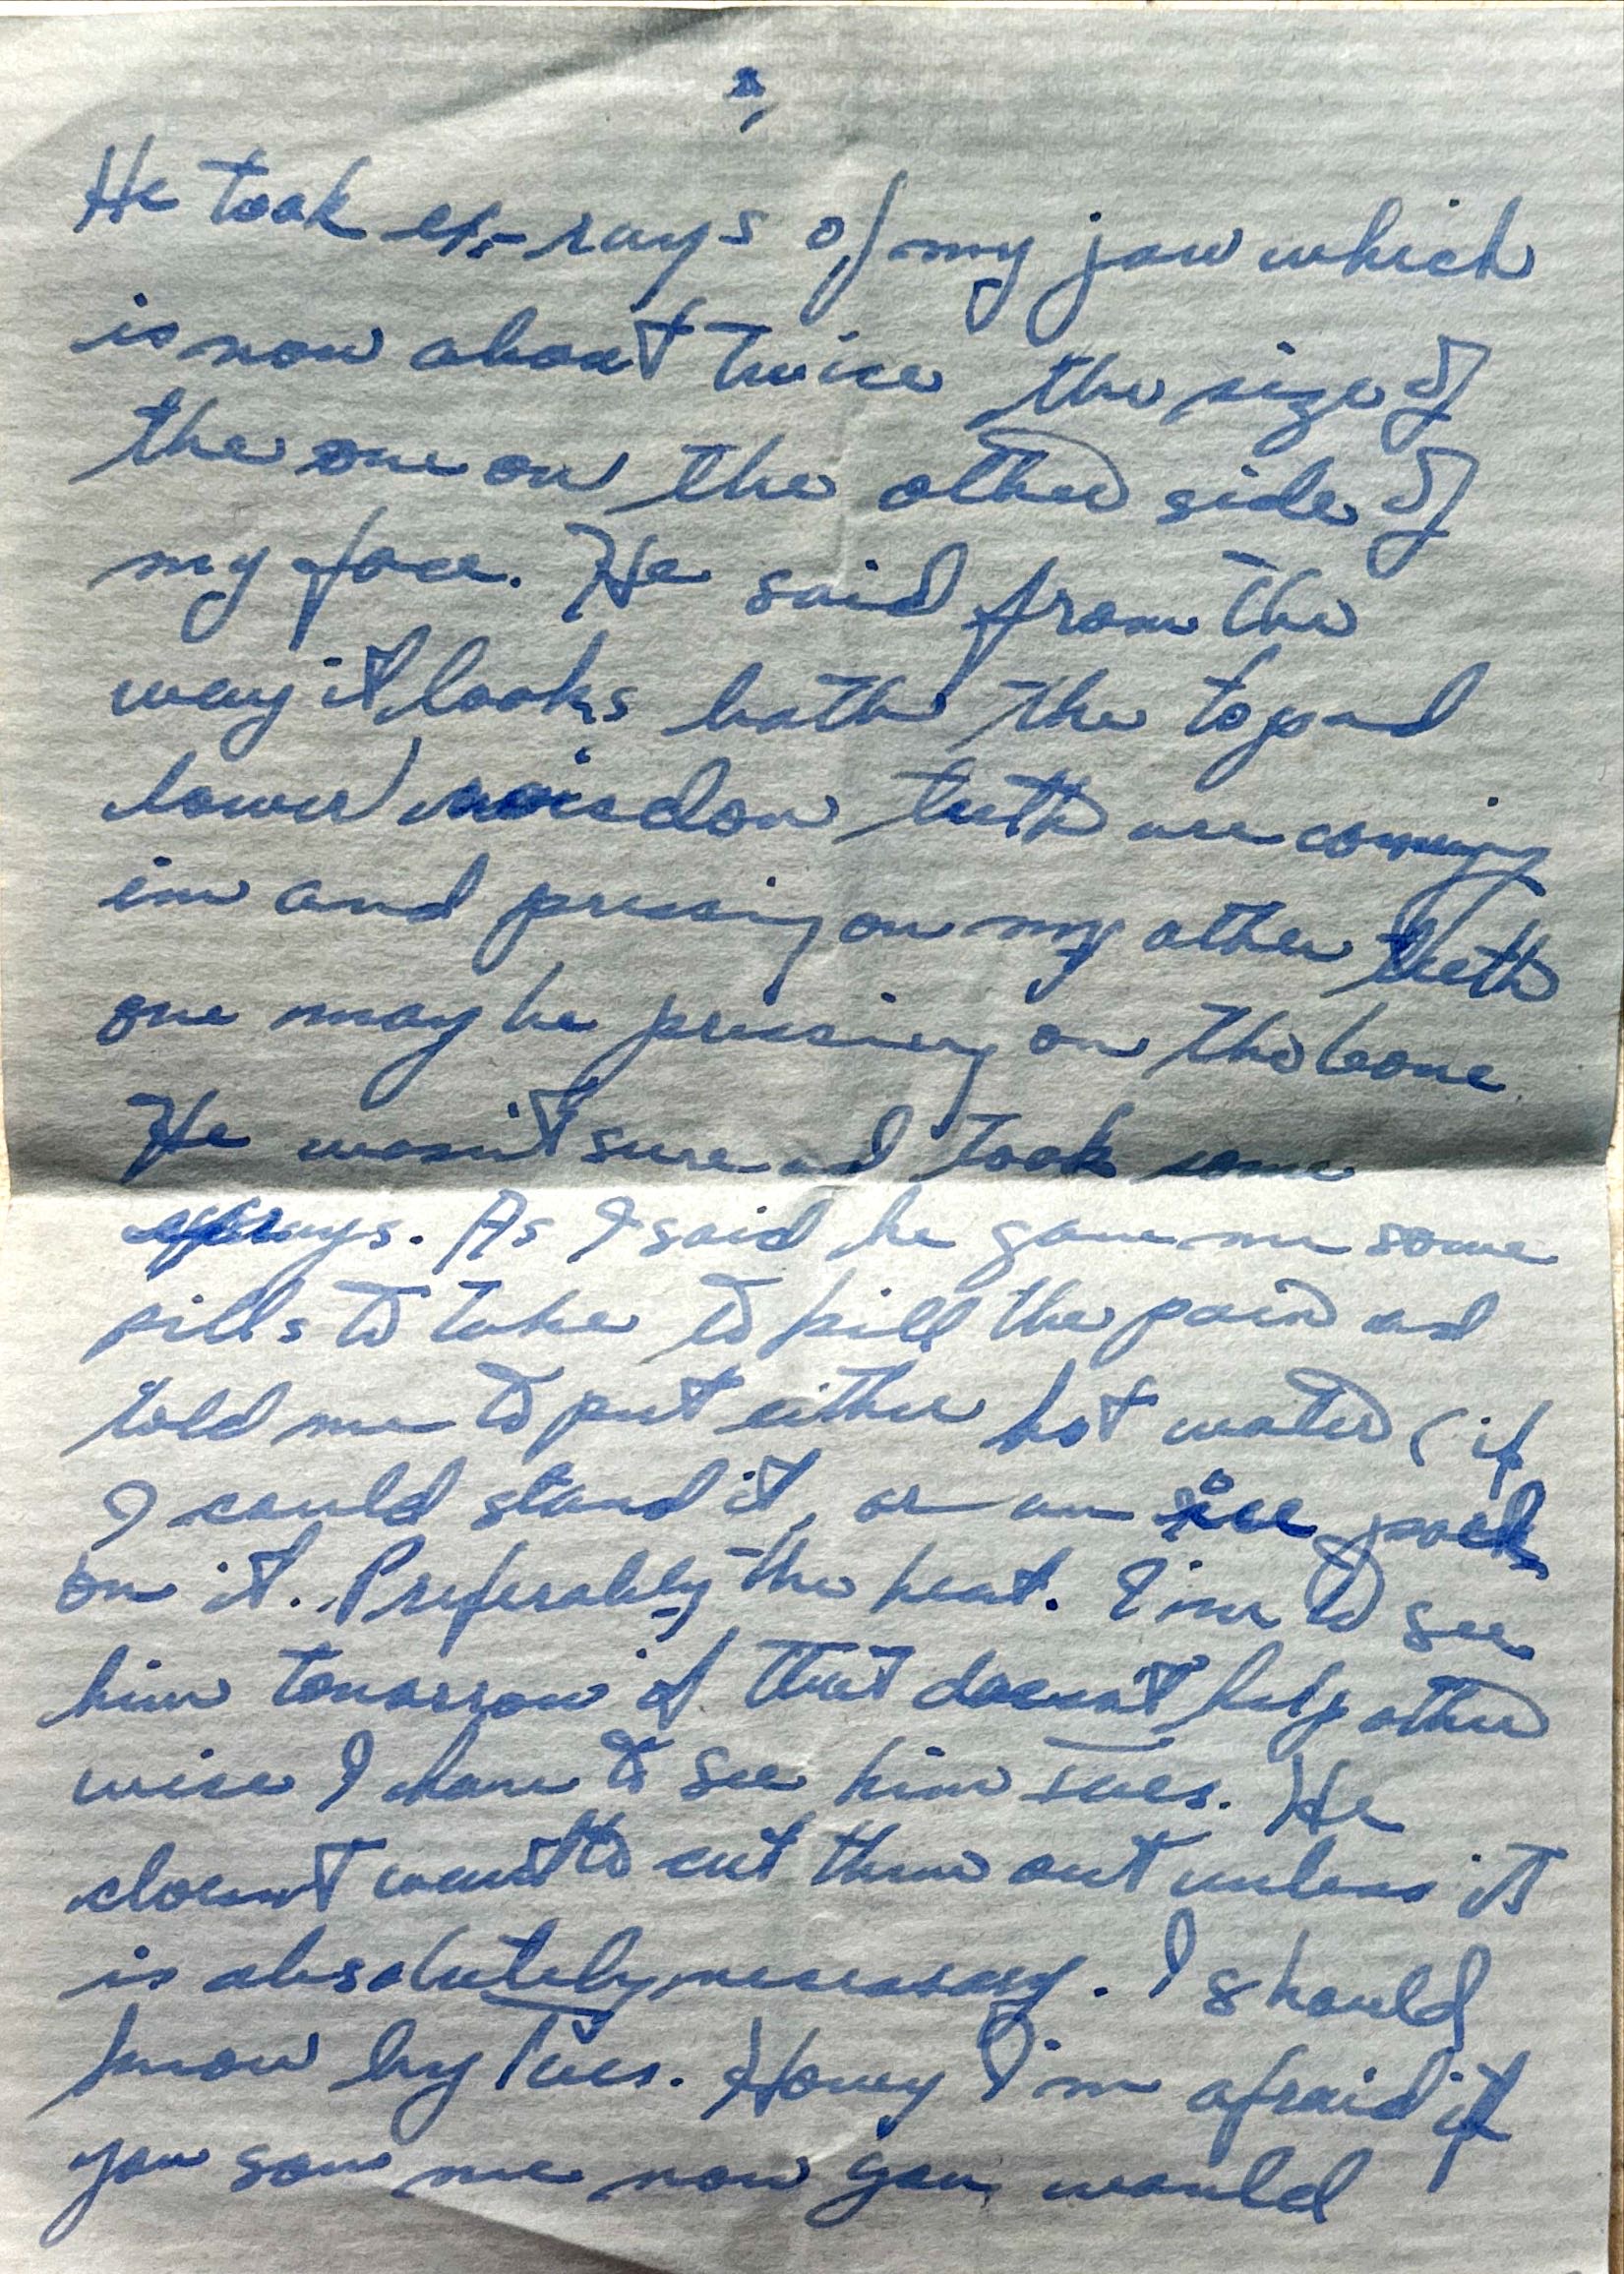 He took ex-rays of my jaw which
is now about twice the size of
the one on the other side of
my face. He said from the
way it looks both the top and
lower wisdom teeth are coming
in and pressing on my other teeth
one may be pressing on the bone
He wasn't sure and took some
exrays. As I said he gave me some
pills to take to kill the pain and
told me to put either hot water (if
I could stand it, or an ice pack
on it. Preferably the heat. I'm to see
him tomorrow if that doesn't help other
wise I have to see him Tues. He
doesn't want to cut them out unless it
is absolutely necessary. I should
know by Tues. Honey I'm afraid if
you saw me now you would